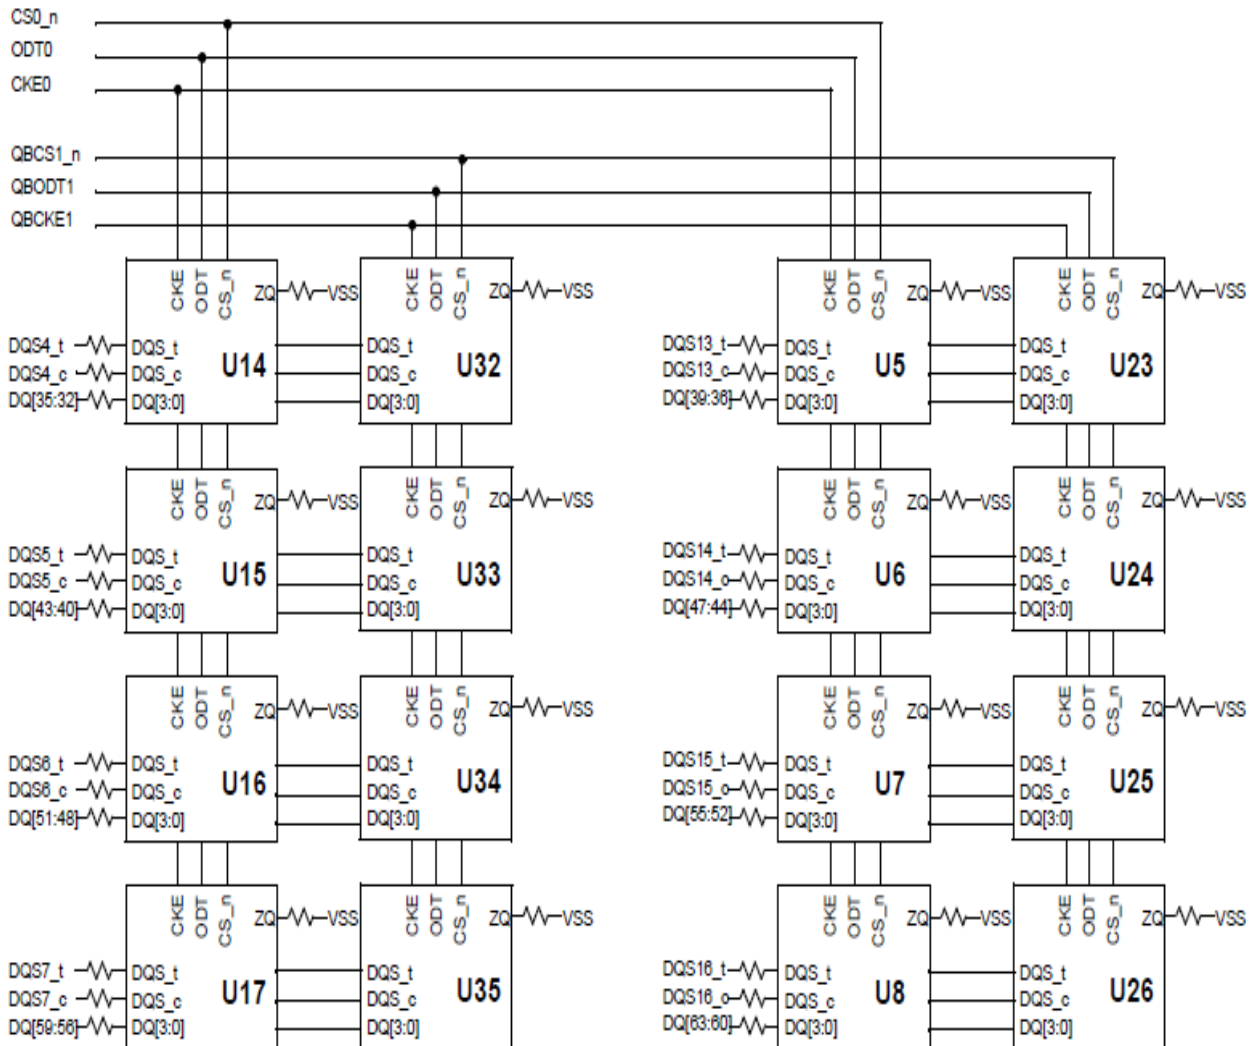 CS0_n
ODT0
CKE0
QBCS1_n
QBODT1
QBCKE1
CKE ODT CS_n ZQ VSS CKE ODT CS_n ZQ VSS CKE ODT CS_n ZQ VSS CKE ODT CS_n ZQ VSS
DQS4_t DQS_t DQS_t DQS13_t DQS_t DQS_t
U14 U32 U5 U23
DQS4_c DQS_c DQS_c DQS13_c DQS_c DQS_c
DQ[35:32] DQ[3:0] DQ[3:0] DQ[39:36] DQ[3:0] DQ[3:0]
CKE ODT CS_n ZQ VSS CKE ODT CS_n ZQ VSS CKE ODT CS_n ZQ VSS CKE ODT CS_n ZQ VSS
DQS5_t DQS_t DQS_t DQS14_t DQS_t DQS_t
U15 U33 U6 U24
DQS5_c DQS_c DQS_c DQS14_c DQS_c DQS_c
DQ[43:40] DQ[3:0] DQ[3:0] DQ[47:44] DQ[3:0] DQ[3:0]
CKE ODT CS_n ZQ VSS CKE ODT CS_n ZQ VSS CKE ODT CS_n ZQ VSS CKE ODT CS_n ZQ VSS
DQS6_t DQS_t DQS_t DQS15_t DQS_t DQS_t
U16 U34 U7 U25
DQS6_c DQS_c DQS_c DQS15_c DQS_c DQS_c
DQ[51:48] DQ[3:0] DQ[3:0] DQ[55:52] DQ[3:0] DQ[3:0]
CKE ODT CS_n ZQ VSS CKE ODT CS_n ZQ VSS CKE ODT CS_n ZQ VSS CKE ODT CS_n ZQ VSS
DQS7_t DQS_t DQS_t DQS16_t DQS_t DQS_t
U17 U35 U8 U26
DQS7_c DQS_c DQS_c DQS16_c DQS_c DQS_c
DQ[59:56] DQ[3:0] DQ[3:0] DQ[63:60] DQ[3:0] DQ[3:0]